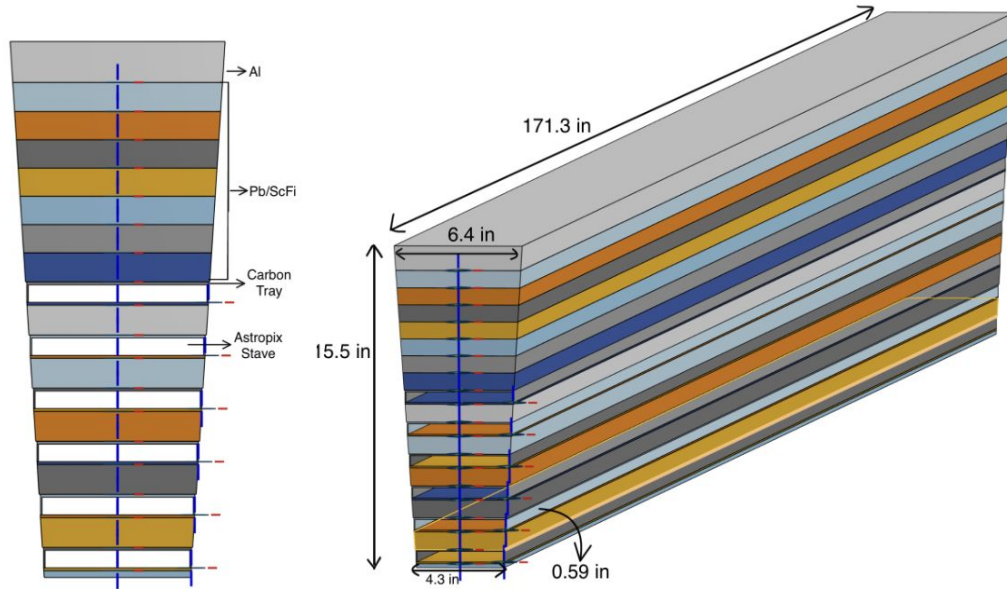 Al
Pb/ScFi
Carbon
Tray
Astropix
Stave
171.3 in
6.4 in
15.5 in
4.3 in
0.59 in